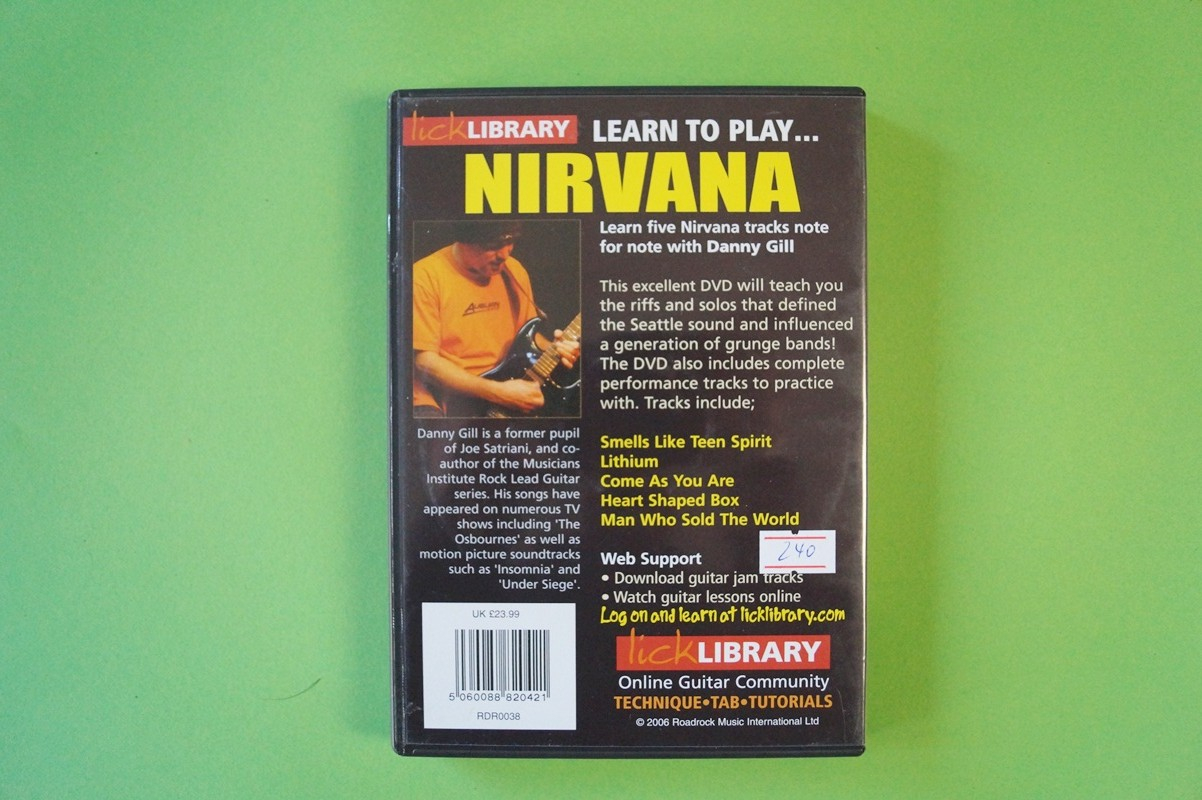 lick LIBRARY LEARN TO PLAY...
NIRVANA
Learn five Nirvana tracks note
for note with Danny Gill
This excellent DVD will teach you
the riffs and solos that defined
the Seattle sound and influenced
a generation of grunge bands!
The DVD also includes complete
performance tracks to practice
with. Tracks include;
Smells Like Teen Spirit
Lithium
Come As You Are
Heart Shaped Box
Man Who Sold The World
240
Web Support
• Download guitar jam tracks
• Watch guitar lessons online
Log on and learn at licklibrary.com
lick LIBRARY
Online Guitar Community
TECHNIQUE•TAB•TUTORIALS
© 2006 Roadrock Music International Ltd
Danny Gill is a former pupil
of Joe Satriani, and co-
author of the Musicians
Institute Rock Lead Guitar
series. His songs have
appeared on numerous TV
shows including 'The
Osbournes' as well as
motion picture soundtracks
such as 'Insomnia' and
'Under Siege'.
UK £23.99
5 060088 820421
RDR0038